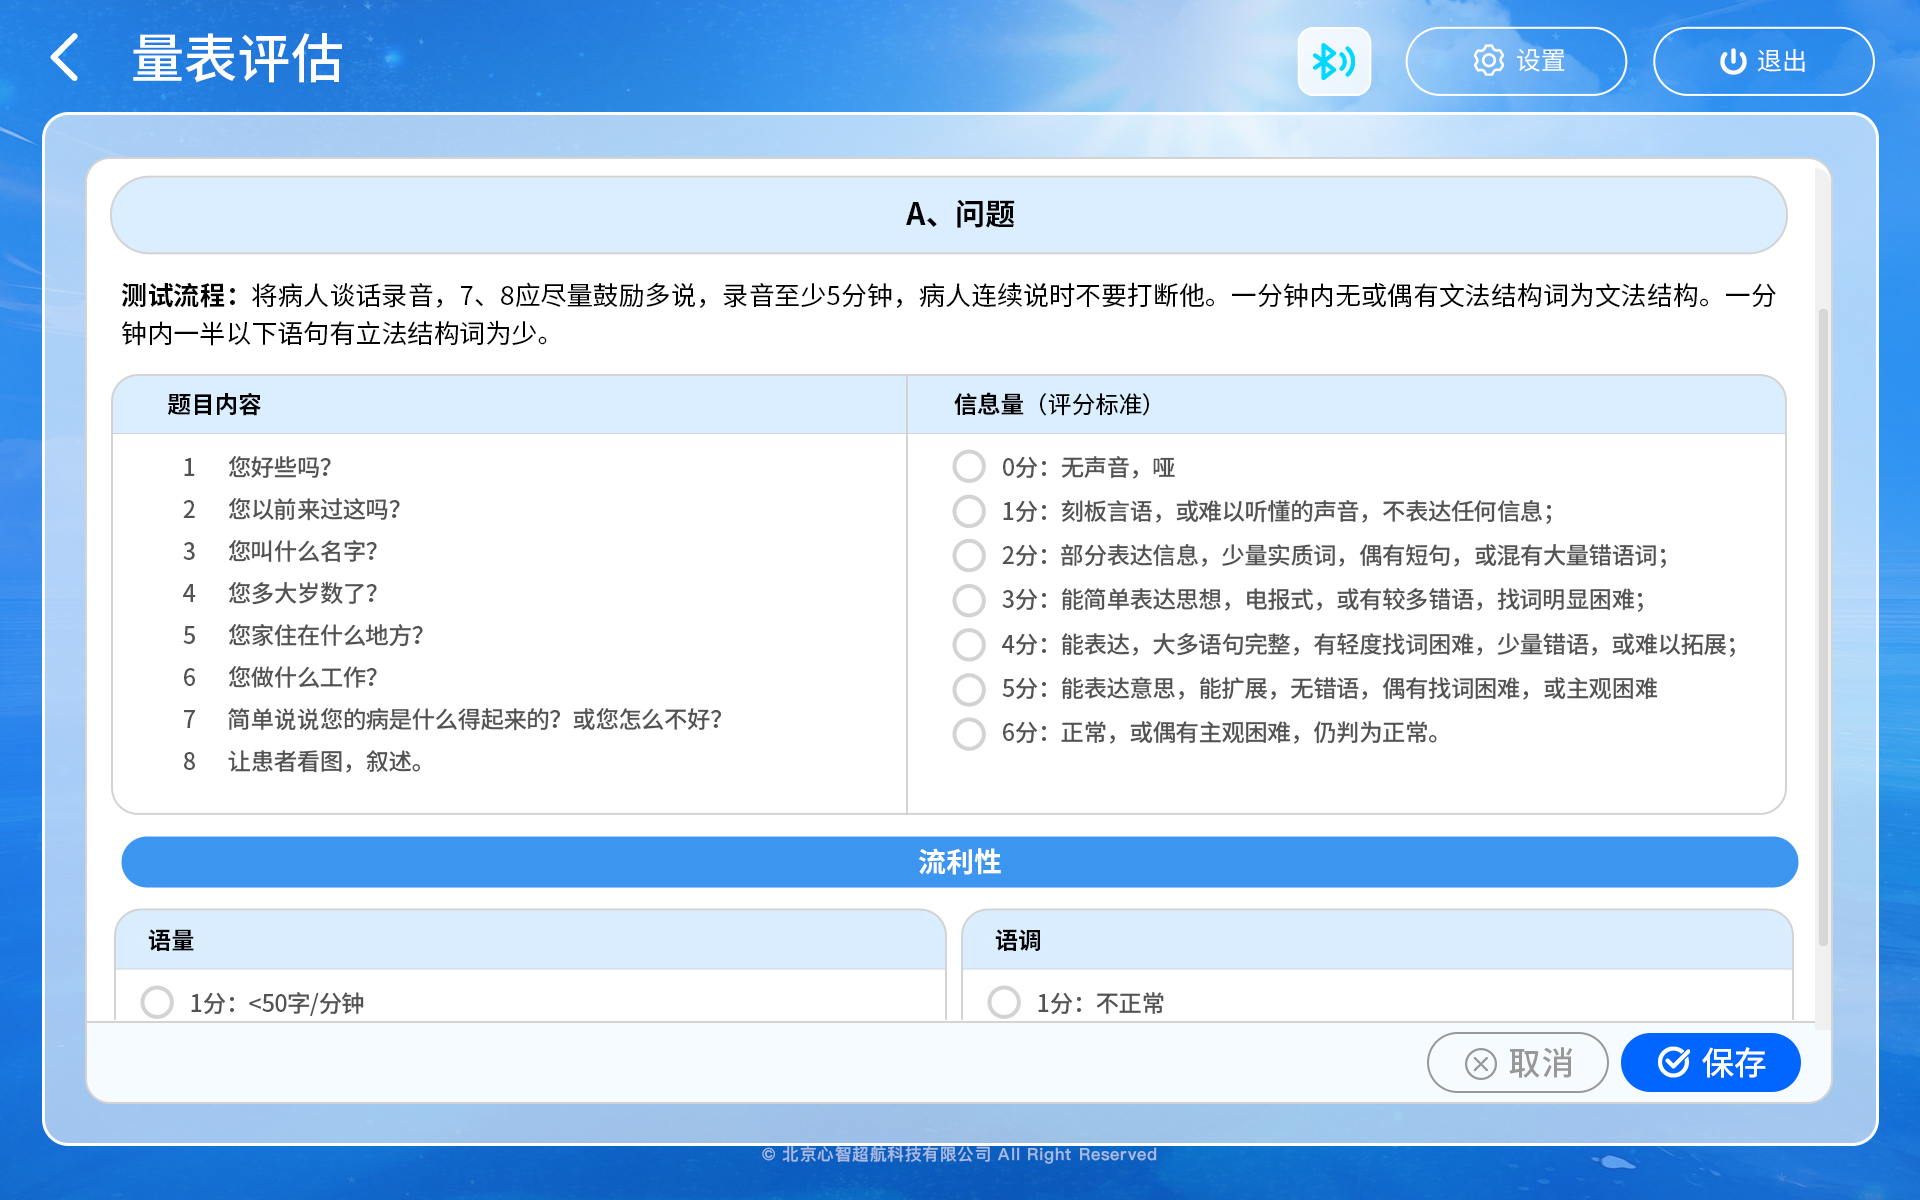 量表评估
设置
退出
A、问题
测试流程：将病人谈话录音，7、8应尽量鼓励多说，录音至少5分钟，病人连续说时不要打断他。一分钟内无或偶有文法结构词为文法结构。一分
钟内一半以下语句有立法结构词为少。
题目内容
信息量（评分标准）
1 您好些吗？
2 您以前来过这吗？
3 您叫什么名字？
4 您多大岁数了？
5 您家住在什么地方？
6 您做什么工作？
7 简单说说您的病是什么得起来的？或您怎么不好？
8 让患者看图，叙述。
0分：无声音，哑
1分：刻板言语，或难以听懂的声音，不表达任何信息；
2分：部分表达信息，少量实质词，偶有短句，或混有大量错语词；
3分：能简单表达思想，电报式，或有较多错语，找词明显困难；
4分：能表达，大多语句完整，有轻度找词困难，少量错语，或难以拓展；
5分：能表达意思，能扩展，无错语，偶有找词困难，或主观困难
6分：正常，或偶有主观困难，仍判为正常。
流利性
语量
1分：<50字/分钟
语调
1分：不正常
取消
保存
© 北京心智超航科技有限公司 All Right Reserved